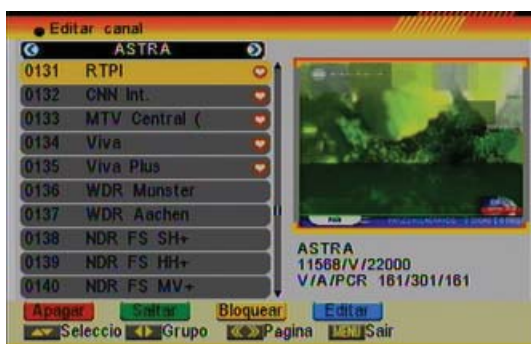 Editar canal
ASTRA
0131 RTPI
0132 CNN Int.
0133 MTV Central (
0134 Viva
0135 Viva Plus
0136 WDR Munster
0137 WDR Aachen
0138 NDR FS SH+
0139 NDR FS HH+
0140 NDR FS MV+
ASTRA
11568/V/22000
V/A/PCR 161/301/161
Apagar Saltar Bloquear Editar
Seleccio Grupo Pagina MENU Sair